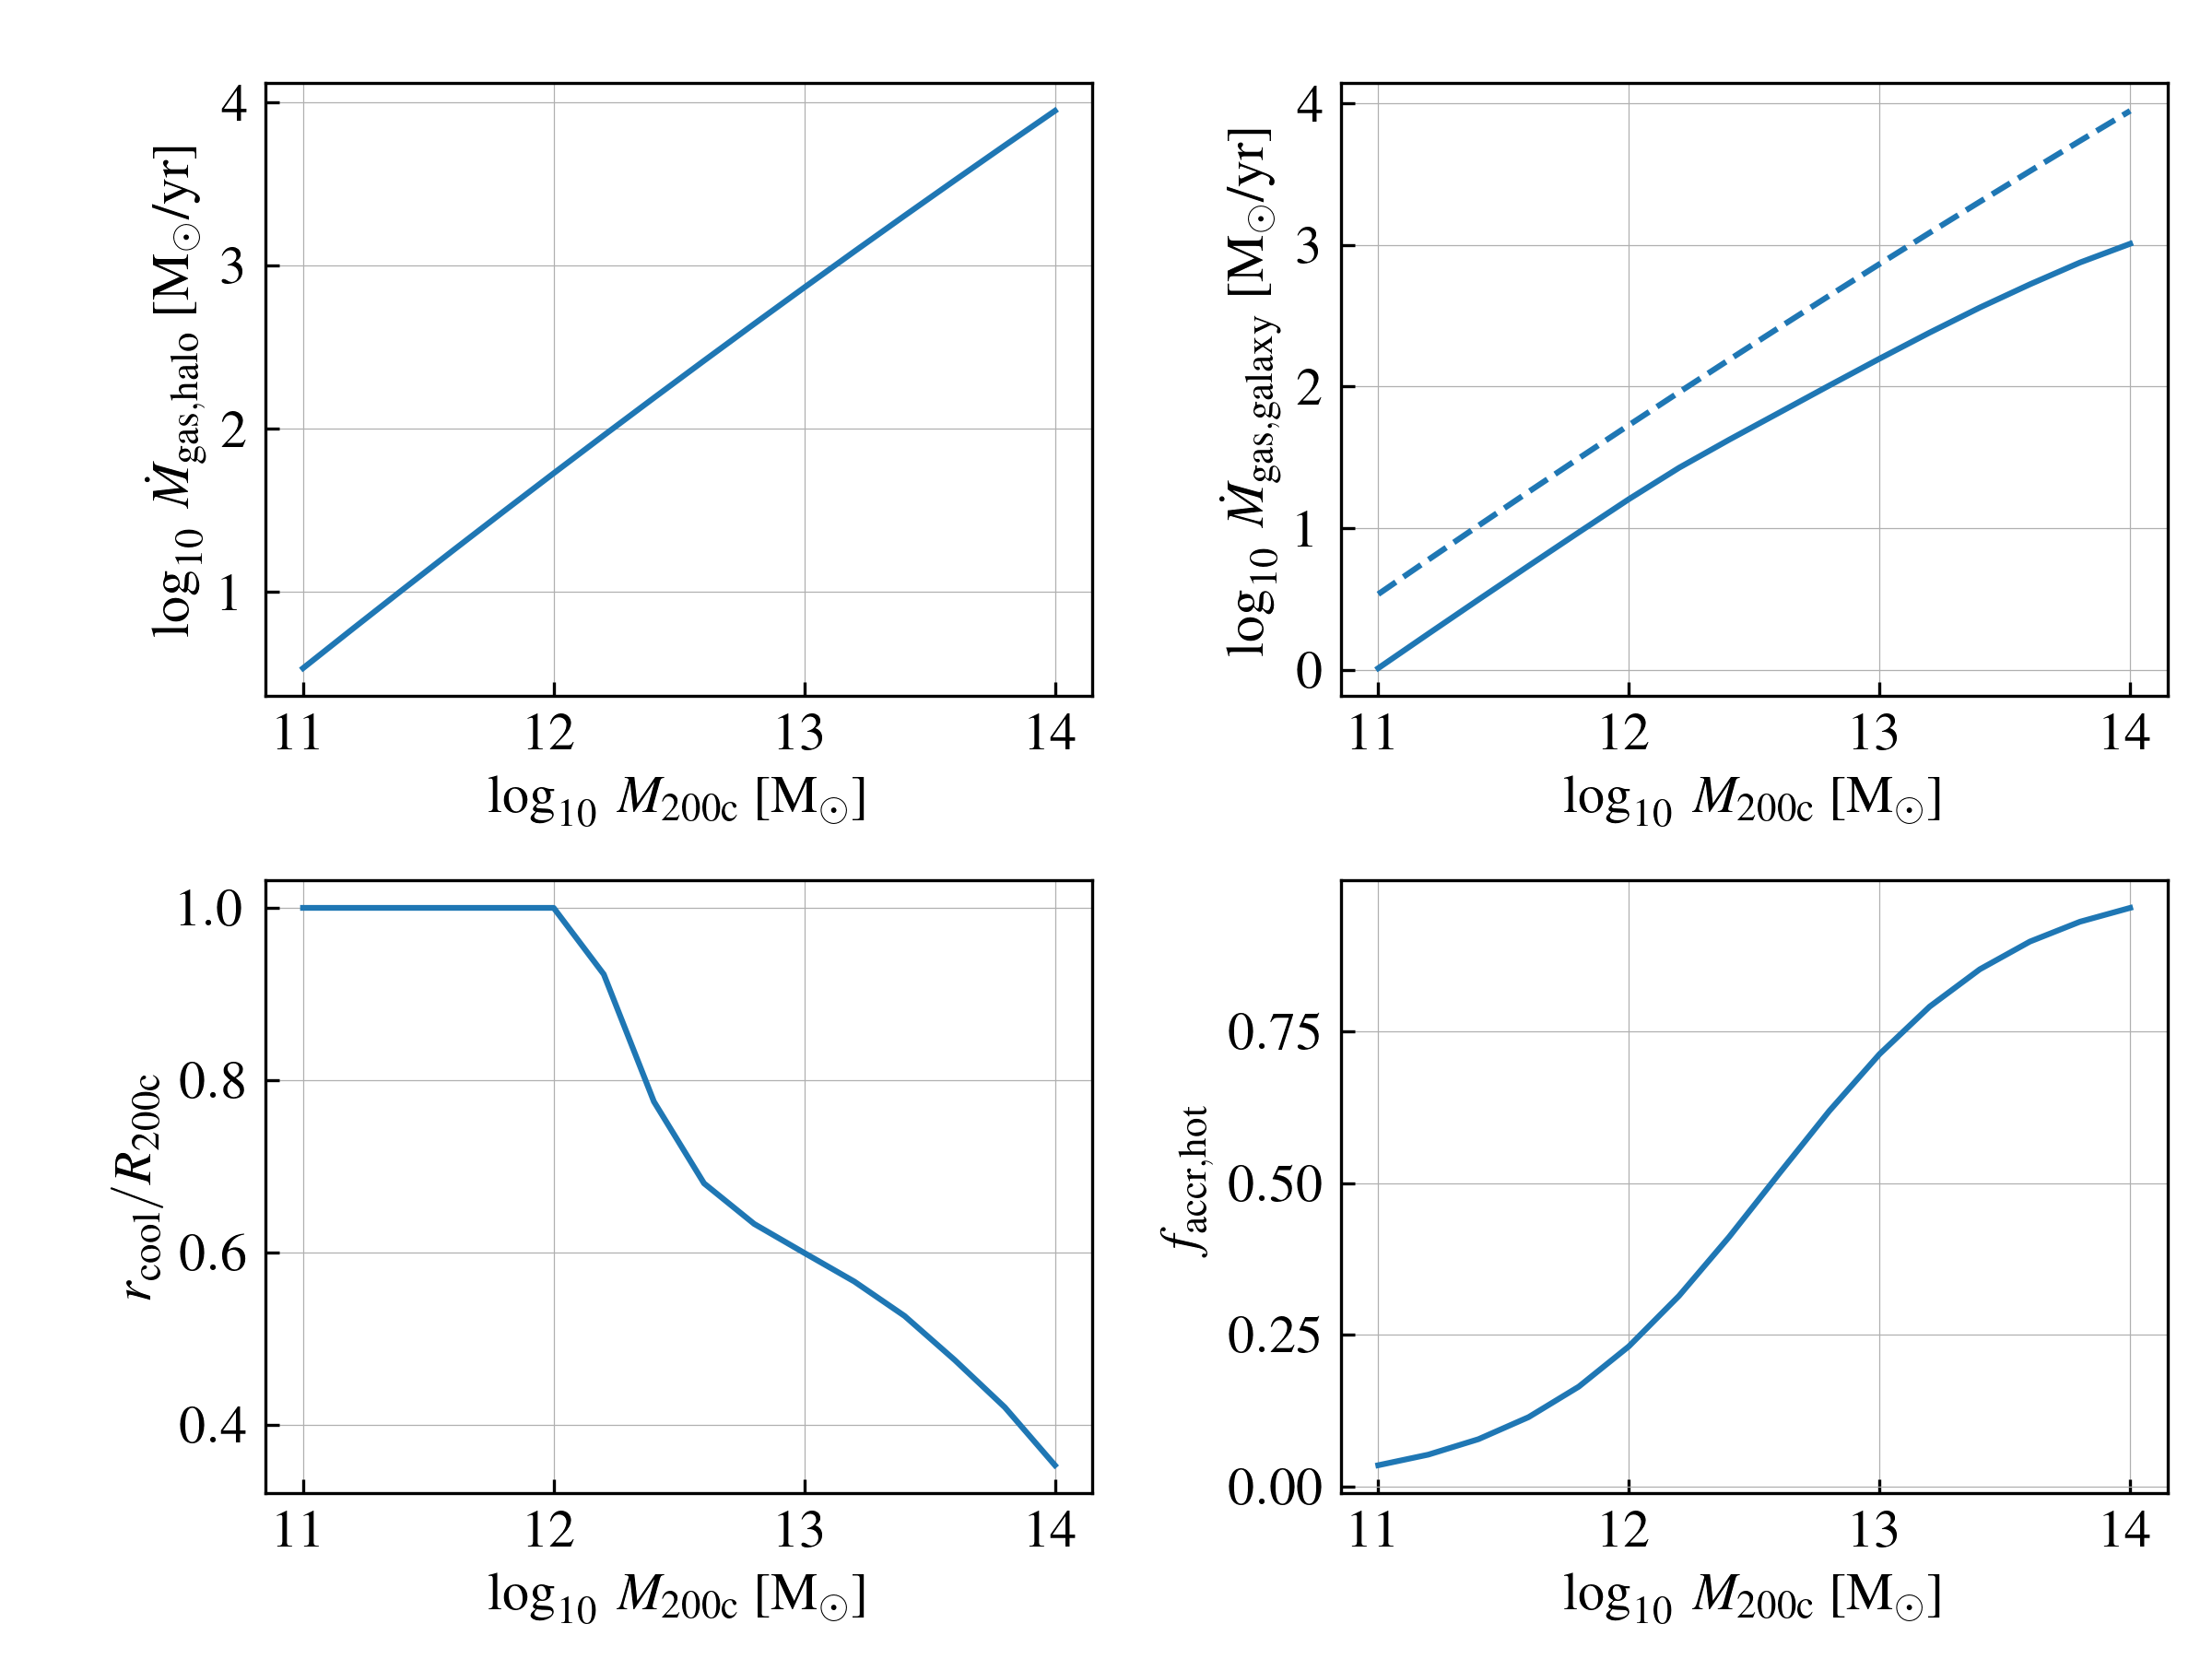 log₁₀ Ṁgas,halo [M⊙/yr]
4
3
2
1
11 12 13 14
log₁₀ M200c [M⊙]
log₁₀ Ṁgas,galaxy [M⊙/yr]
4
3
2
1
0
11 12 13 14
log₁₀ M200c [M⊙]
rcool/R200c
1.0
0.8
0.6
0.4
11 12 13 14
log₁₀ M200c [M⊙]
faccr,hot
0.75
0.50
0.25
0.00
11 12 13 14
log₁₀ M200c [M⊙]